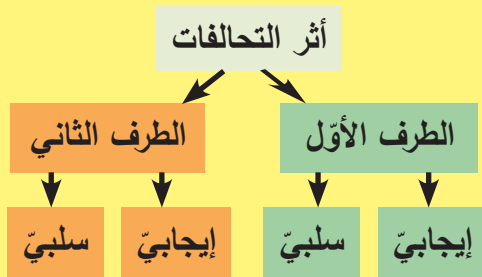 أثر التحالفات
الطرف الأوّل
الطرف الثاني
إيجابيّ
سلبيّ
إيجابيّ
سلبيّ